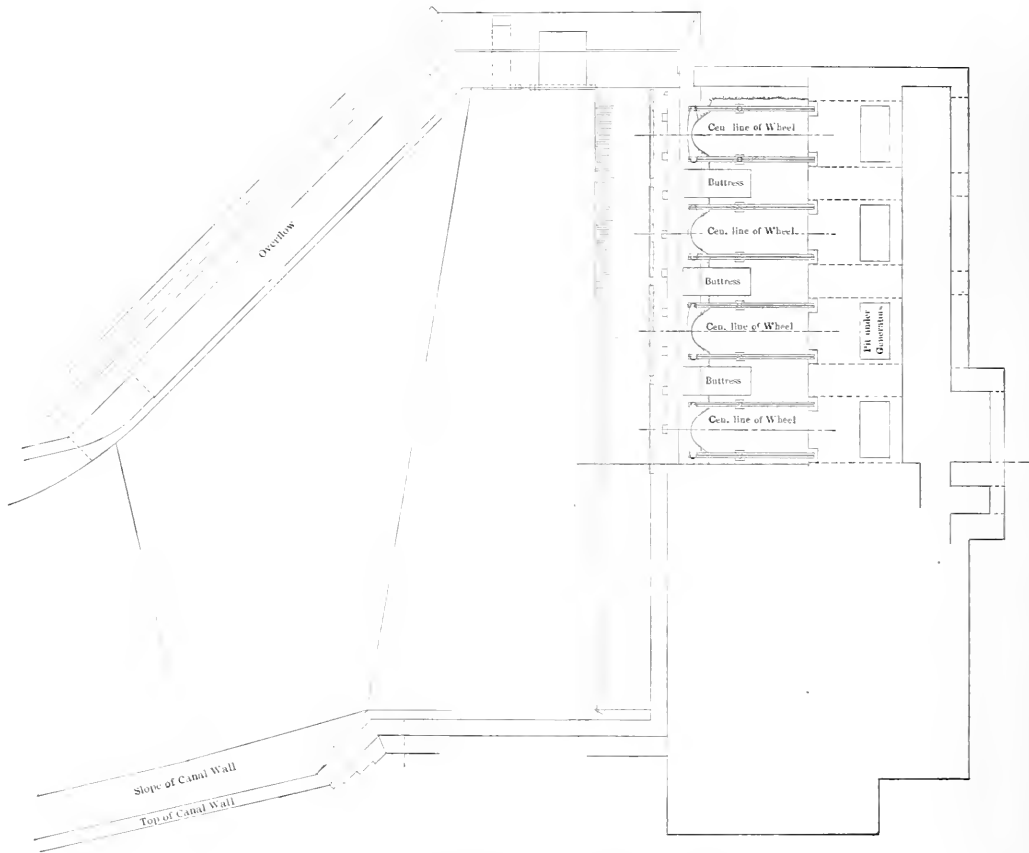 Cen. line of Wheel
Buttress
Overflow
Cen. line of Wheel
Buttress
Cen. line of Wheel
Pit under
Generators
Buttress
Cen. line of Wheel
Slope of Canal Wall
Top of Canal Wall